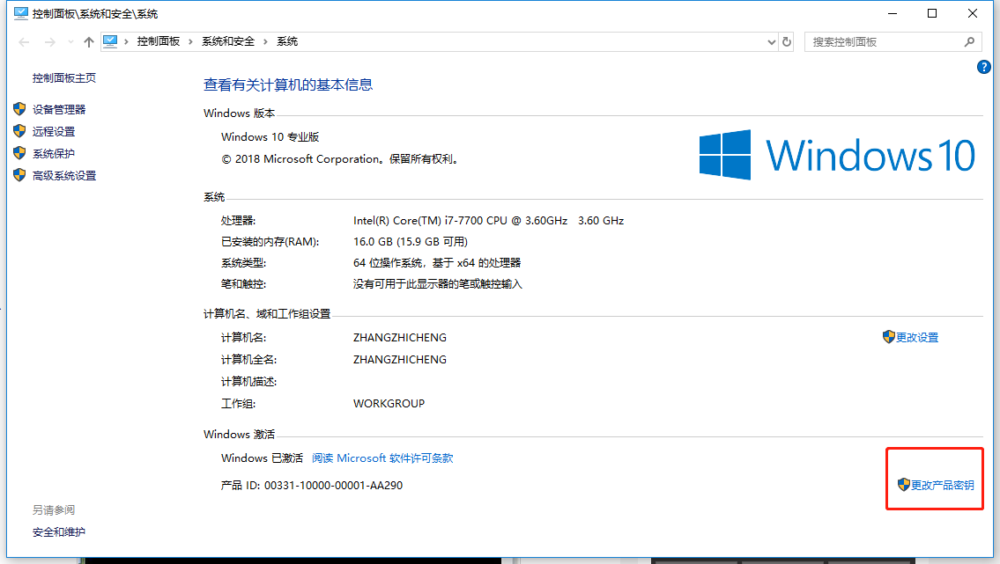 控制面板\系统和安全\系统
控制面板 › 系统和安全 › 系统
搜索控制面板
?
控制面板主页
设备管理器
远程设置
系统保护
高级系统设置
查看有关计算机的基本信息
Windows 版本
Windows 10 专业版
© 2018 Microsoft Corporation。保留所有权利。
Windows 10
系统
处理器: Intel(R) Core(TM) i7-7700 CPU @ 3.60GHz 3.60 GHz
已安装的内存(RAM): 16.0 GB (15.9 GB 可用)
系统类型: 64 位操作系统，基于 x64 的处理器
笔和触控: 没有可用于此显示器的笔或触控输入
计算机名、域和工作组设置
计算机名: ZHANGZHICHENG 更改设置
计算机全名: ZHANGZHICHENG
计算机描述:
工作组: WORKGROUP
Windows 激活
Windows 已激活 阅读 Microsoft 软件许可条款
产品 ID: 00331-10000-00001-AA290 更改产品密钥
另请参阅
安全和维护